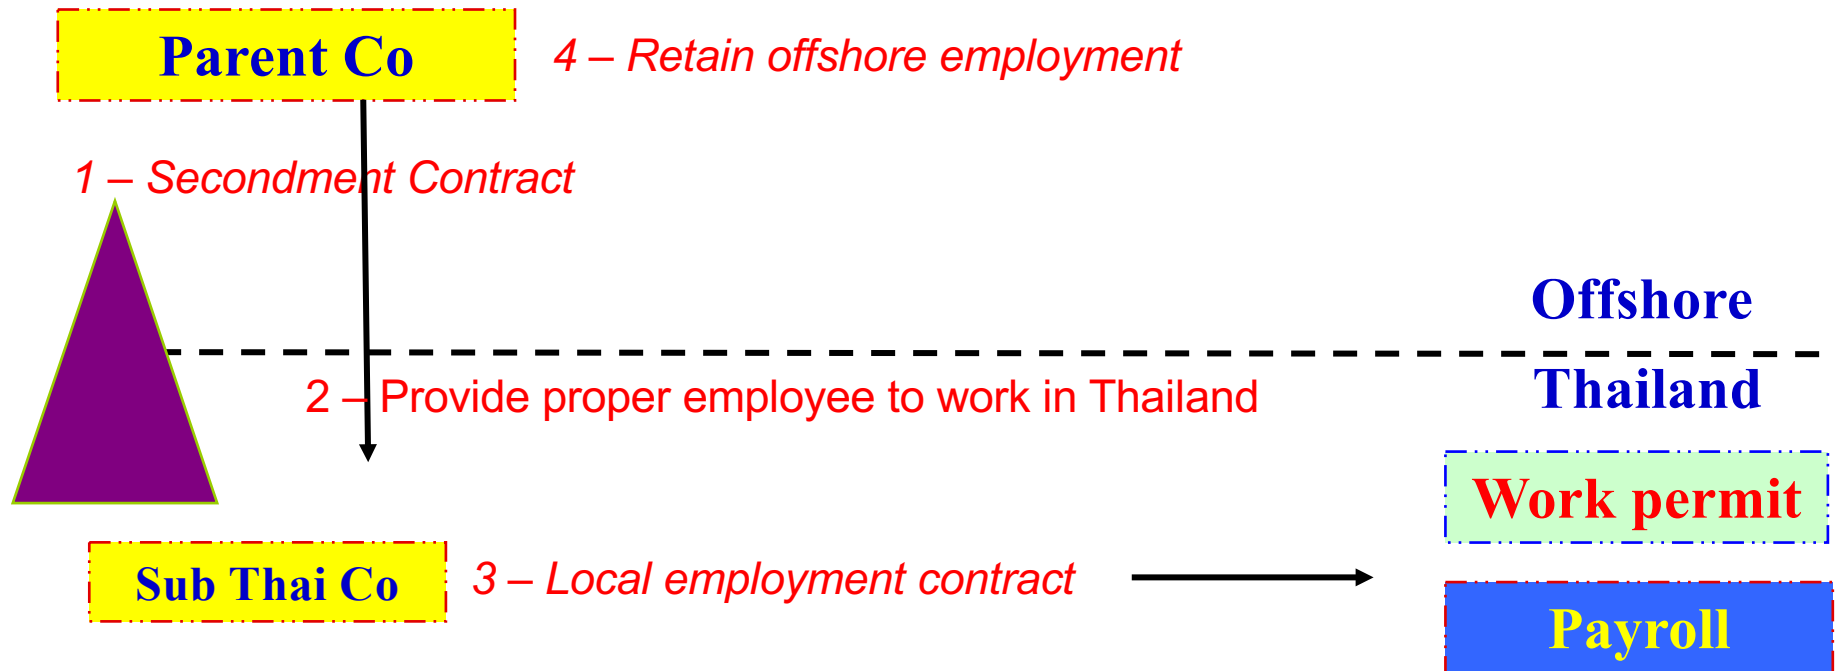 Parent Co
4 – Retain offshore employment
1 – Secondment Contract
Offshore
2 – Provide proper employee to work in Thailand
Thailand
Work permit
Sub Thai Co
3 – Local employment contract
Payroll